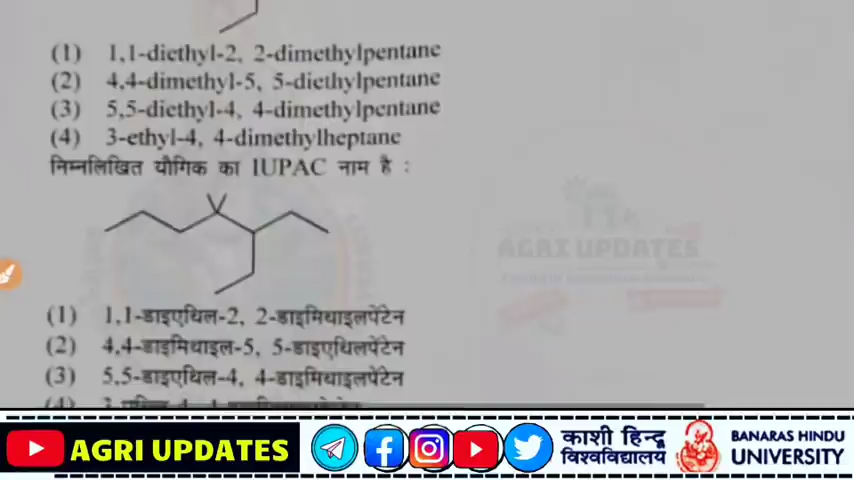 (1) 1,1-diethyl-2, 2-dimethylpentane
(2) 4,4-dimethyl-5, 5-diethylpentane
(3) 5,5-diethyl-4, 4-dimethylpentane
(4) 3-ethyl-4, 4-dimethylheptane
निम्नलिखित यौगिक का IUPAC नाम है :
AGRI UPDATES
(1) 1,1-डाइएथिल-2, 2-डाइमिथाइलपेंटेन
(2) 4,4-डाइमिथाइल-5, 5-डाइएथिलपेंटेन
(3) 5,5-डाइएथिल-4, 4-डाइमिथाइलपेंटेन
AGRI UPDATES
काशी हिन्दू
विश्वविद्यालय
BANARAS HINDU
UNIVERSITY